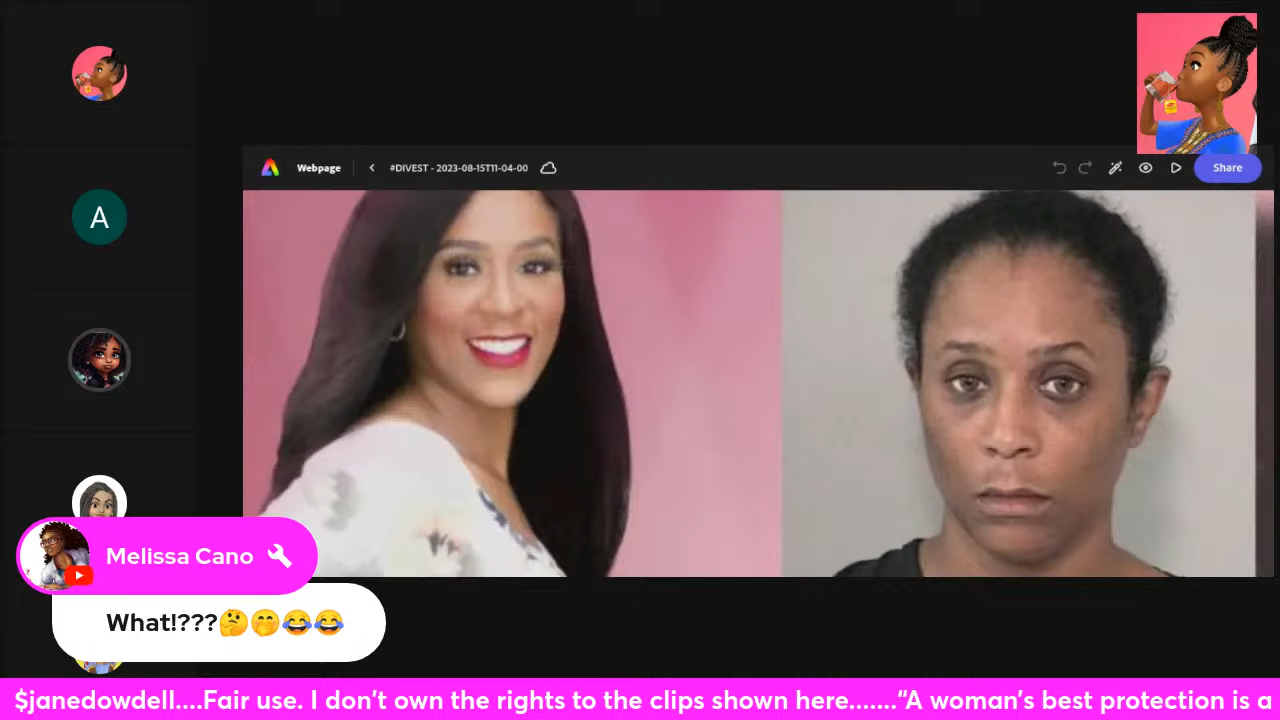 Webpage
#DIVEST - 2023-08-15T11-04-00
Share
A
Melissa Cano
What!???🤔🤭😂😂
$janedowdell....Fair use. I don't own the rights to the clips shown here.......“A woman's best protection is a